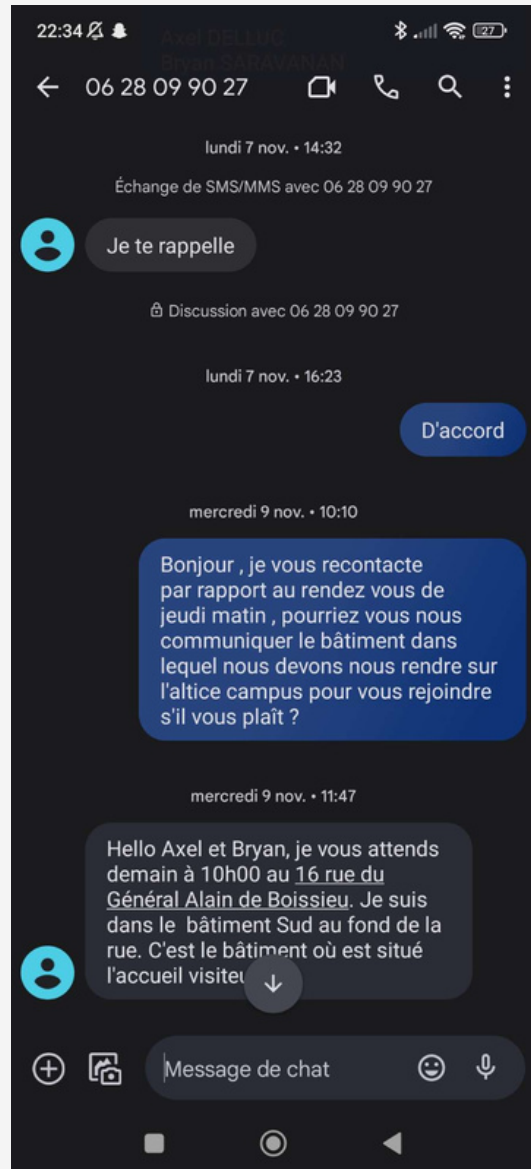 22:34 27
Axel DELLUC
Bryan SARAVANAN
06 28 09 90 27
lundi 7 nov. • 14:32
Échange de SMS/MMS avec 06 28 09 90 27
Je te rappelle
Discussion avec 06 28 09 90 27
lundi 7 nov. • 16:23
D'accord
mercredi 9 nov. • 10:10
Bonjour , je vous recontacte
par rapport au rendez vous de
jeudi matin , pourriez vous nous
communiquer le bâtiment dans
lequel nous devons nous rendre sur
l'altice campus pour vous rejoindre
s'il vous plaît ?
mercredi 9 nov. • 11:47
Hello Axel et Bryan, je vous attends
demain à 10h00 au 16 rue du
Général Alain de Boissieu. Je suis
dans le bâtiment Sud au fond de la
rue. C'est le bâtiment où est situé
l'accueil
Message de chat